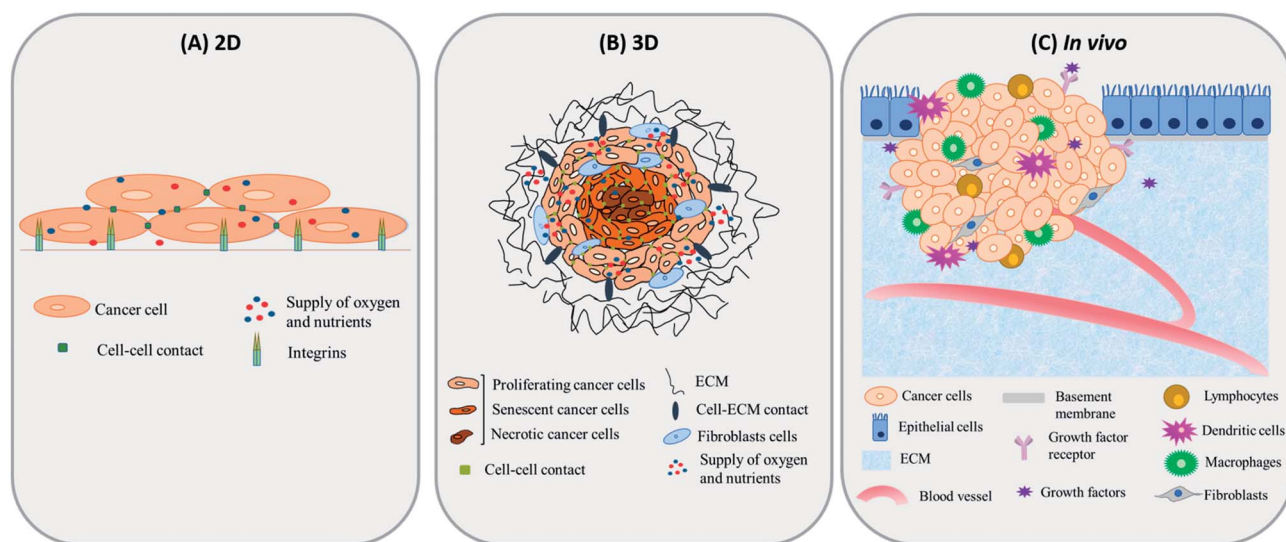 (A) 2D
Cancer cell
Cell-cell contact
Supply of oxygen
and nutrients
Integrins
(B) 3D
Proliferating cancer cells
Senescent cancer cells
Necrotic cancer cells
Cell-cell contact
ECM
Cell-ECM contact
Fibroblasts cells
Supply of oxygen
and nutrients
(C) In vivo
Cancer cells
Epithelial cells
ECM
Blood vessel
Basement
membrane
Growth factor
receptor
Growth factors
Lymphocytes
Dendritic cells
Macrophages
Fibroblasts